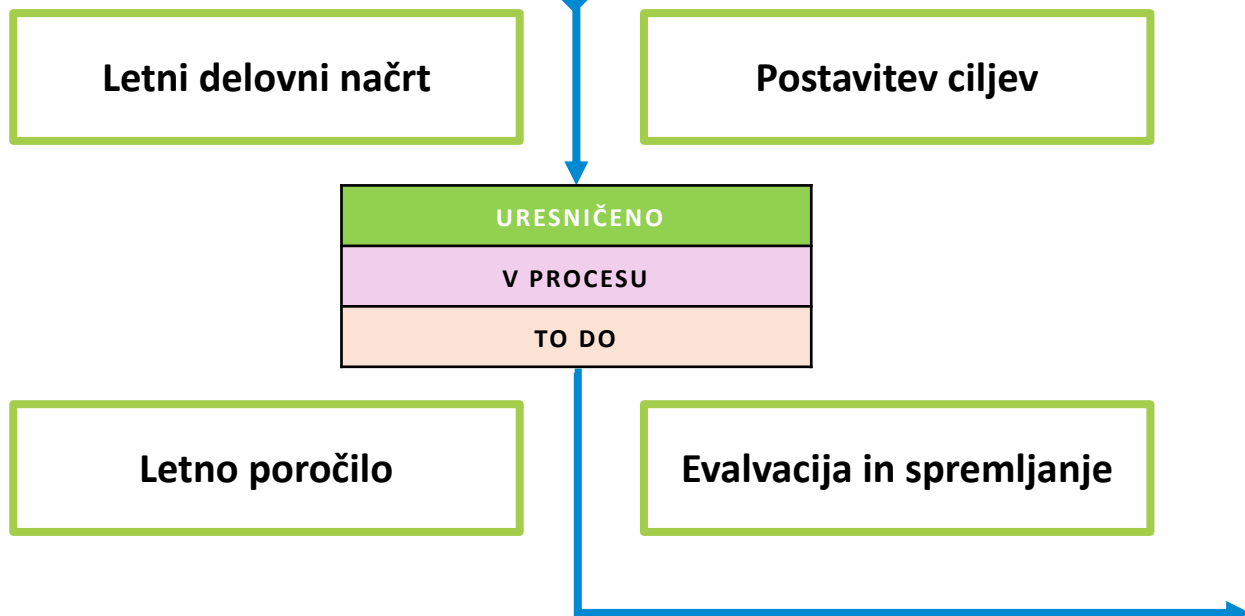 Letni delovni načrt
Postavitev ciljev
URESNIČENO
V PROCESU
TO DO
Letno poročilo
Evalvacija in spremljanje